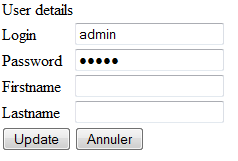 User details
Login admin
Password •••••
Firstname
Lastname
Update Annuler